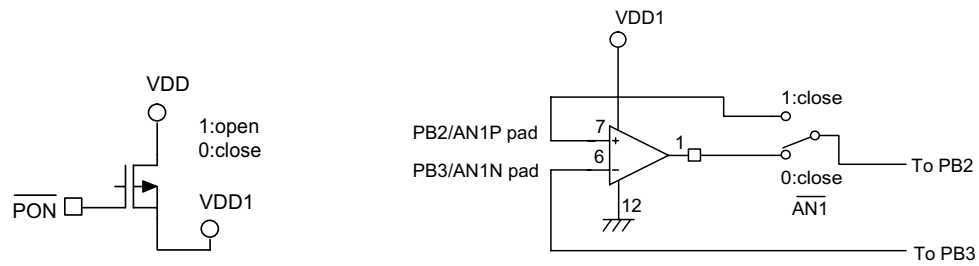 VDD
1:open
0:close
PON
VDD1
VDD1
1:close
PB2/AN1P pad
7
+
1
PB3/AN1N pad
6
-
0:close
To PB2
12
AN1
To PB3